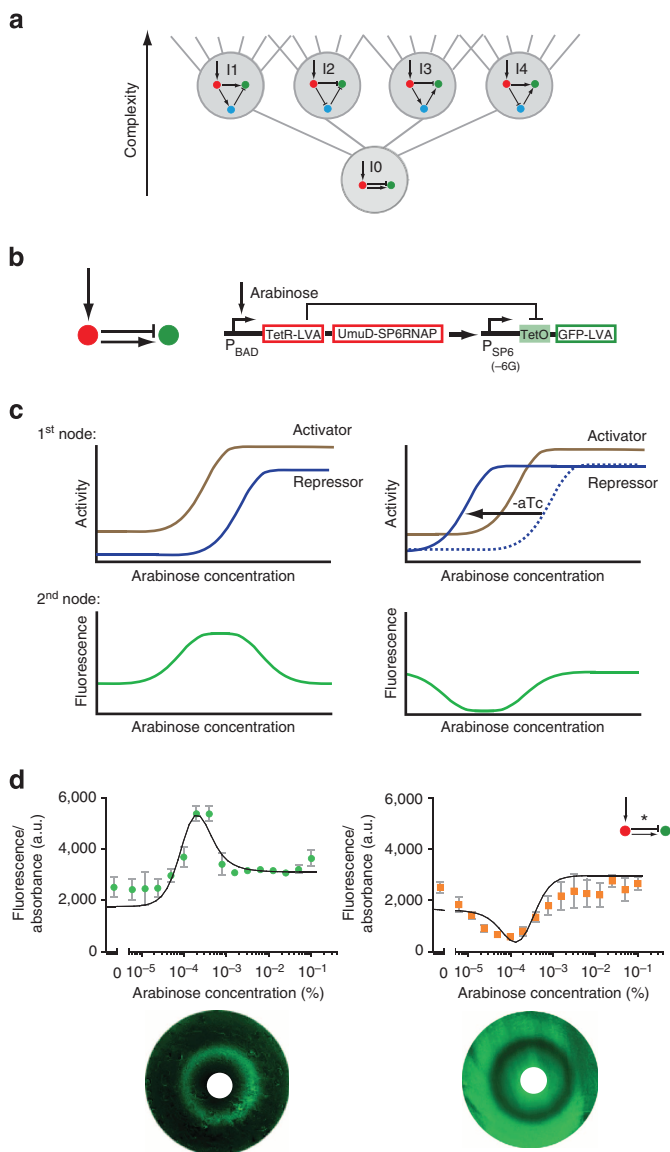 a
Complexity
I1
I2
I3
I4
I0
b
Arabinose
TetR-LVA
UmuD-SP6RNAP
TetO
GFP-LVA
P_BAD
P_SP6
(–6G)
c
1st node:
Activator
Repressor
Activity
Arabinose concentration
Activator
Repressor
-aTc
Activity
Arabinose concentration
2nd node:
Fluorescence
Arabinose concentration
Fluorescence
Arabinose concentration
d
6,000
4,000
2,000
0
Fluorescence/
absorbance (a.u.)
0 10–5 10–4 10–3 10–2 10–1
Arabinose concentration (%)
6,000
4,000
2,000
0
Fluorescence/
absorbance (a.u.)
*
0 10–5 10–4 10–3 10–2 10–1
Arabinose concentration (%)